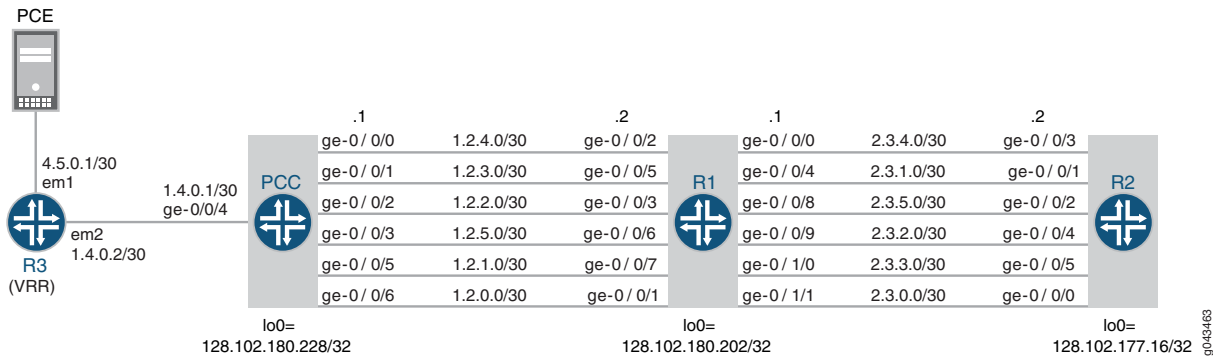 PCE
.1 .2 .1 .2
ge-0/0/0 1.2.4.0/30 ge-0/0/2 ge-0/0/0 2.3.4.0/30 ge-0/0/3
4.5.0.1/30
em1
ge-0/0/1 1.2.3.0/30 ge-0/0/5 ge-0/0/4 2.3.1.0/30 ge-0/0/1
1.4.0.1/30
ge-0/0/4
PCC R1 R2
ge-0/0/2 1.2.2.0/30 ge-0/0/3 ge-0/0/8 2.3.5.0/30 ge-0/0/2
em2
1.4.0.2/30
ge-0/0/3 1.2.5.0/30 ge-0/0/6 ge-0/0/9 2.3.2.0/30 ge-0/0/4
R3
(VRR)
ge-0/0/5 1.2.1.0/30 ge-0/0/7 ge-0/1/0 2.3.3.0/30 ge-0/0/5
ge-0/0/6 1.2.0.0/30 ge-0/0/1 ge-0/1/1 2.3.0.0/30 ge-0/0/0
lo0=
128.102.180.228/32
lo0=
128.102.180.202/32
lo0=
128.102.177.16/32
g043463